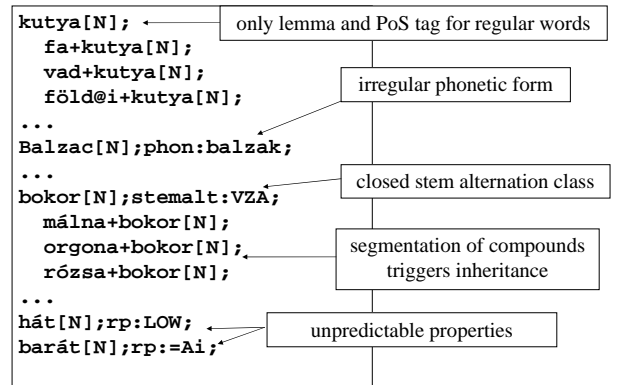 kutya[N];
only lemma and PoS tag for regular words
fa+kutya[N];
vad+kutya[N];
föld@i+kutya[N];
irregular phonetic form
...
Balzac[N];phon:balzak;
...
closed stem alternation class
bokor[N];stemalt:VZA;
málna+bokor[N];
orgona+bokor[N];
rózsa+bokor[N];
segmentation of compounds
triggers inheritance
...
hát[N];rp:LOW;
barát[N];rp:=Ai;
unpredictable properties